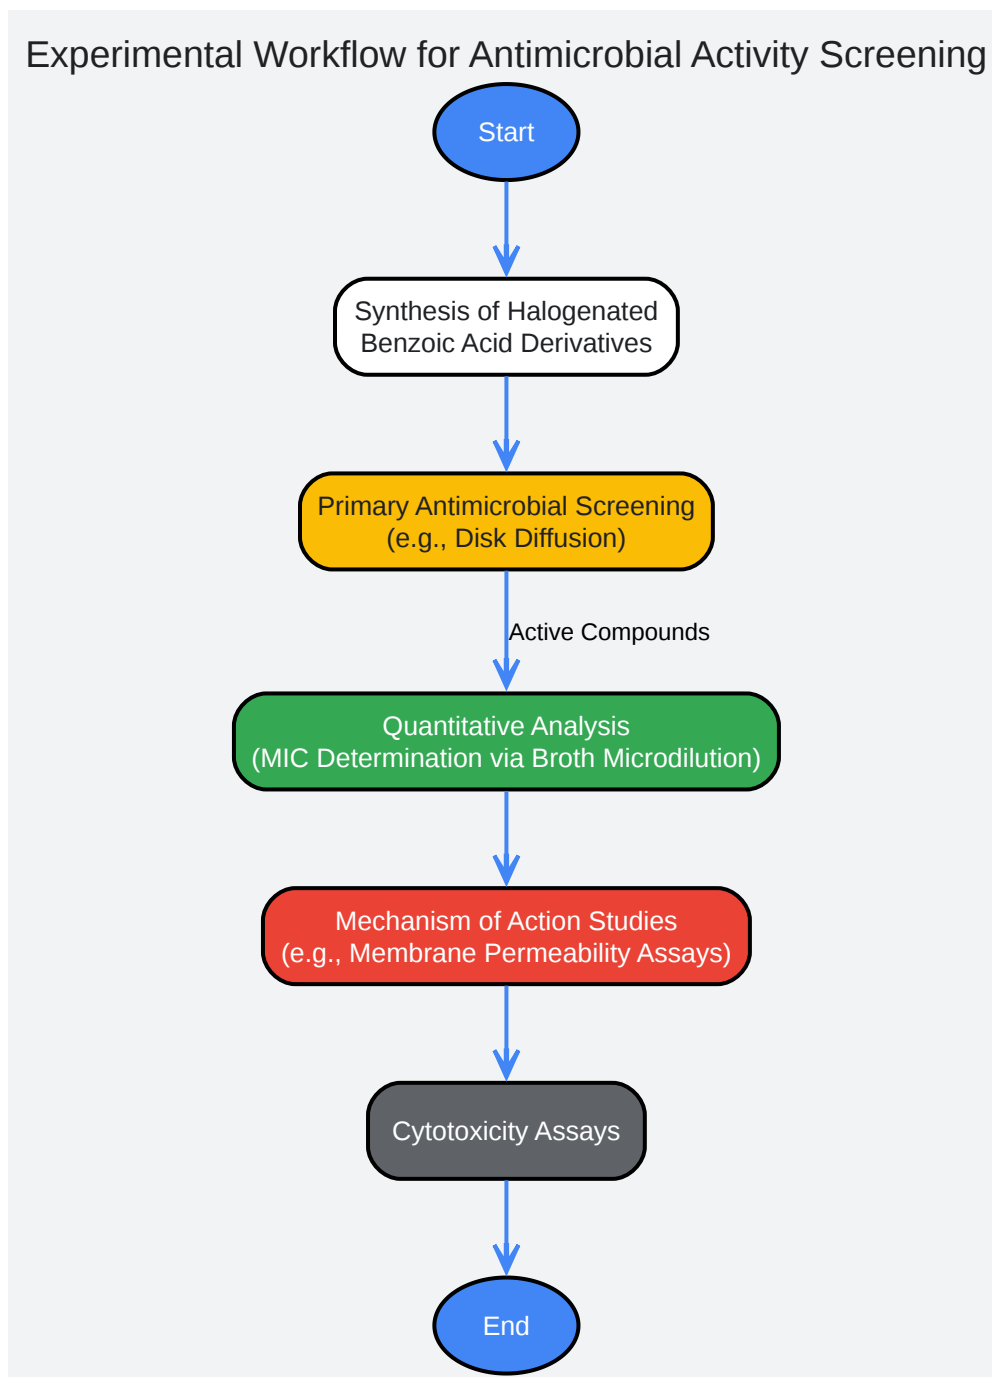 Experimental Workflow for Antimicrobial Activity Screening
Start
Synthesis of Halogenated
Benzoic Acid Derivatives
Primary Antimicrobial Screening
(e.g., Disk Diffusion)
Active Compounds
Quantitative Analysis
(MIC Determination via Broth Microdilution)
Mechanism of Action Studies
(e.g., Membrane Permeability Assays)
Cytotoxicity Assays
End